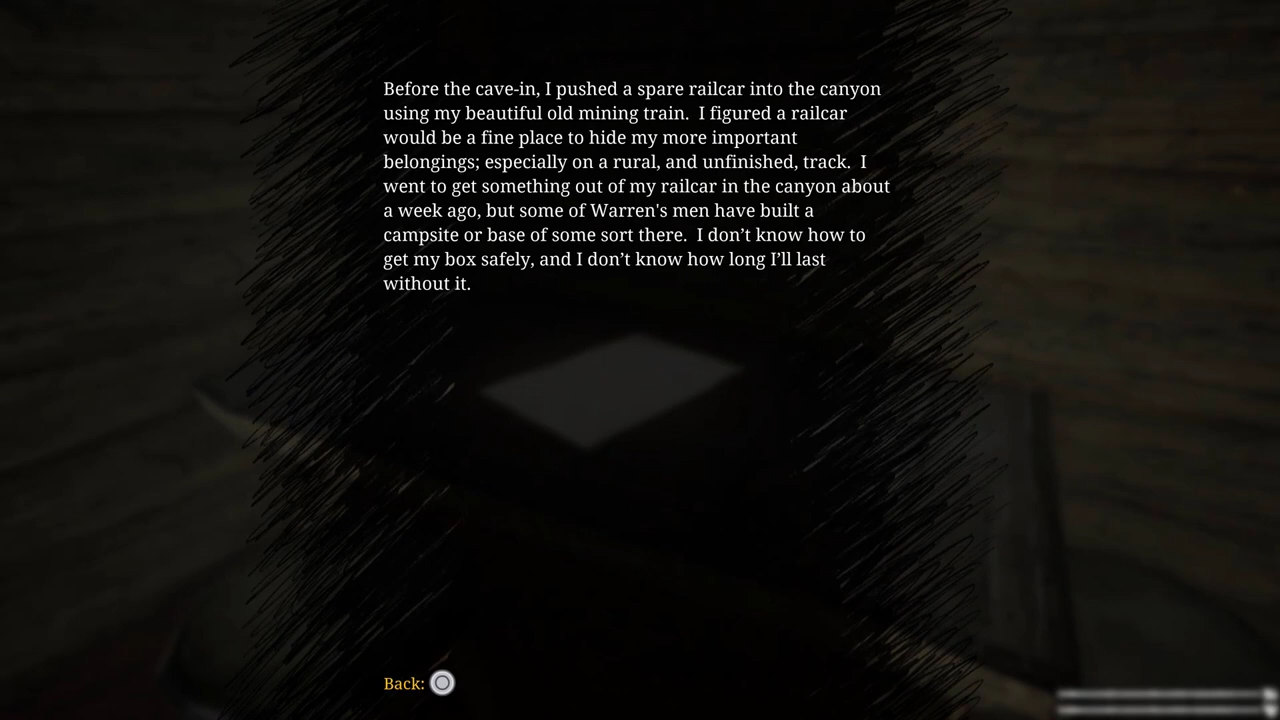 Before the cave-in, I pushed a spare railcar into the canyon
using my beautiful old mining train.  I figured a railcar
would be a fine place to hide my more important
belongings; especially on a rural, and unfinished, track.  I
went to get something out of my railcar in the canyon about
a week ago, but some of Warren's men have built a
campsite or base of some sort there.  I don’t know how to
get my box safely, and I don’t know how long I’ll last
without it.
Back: